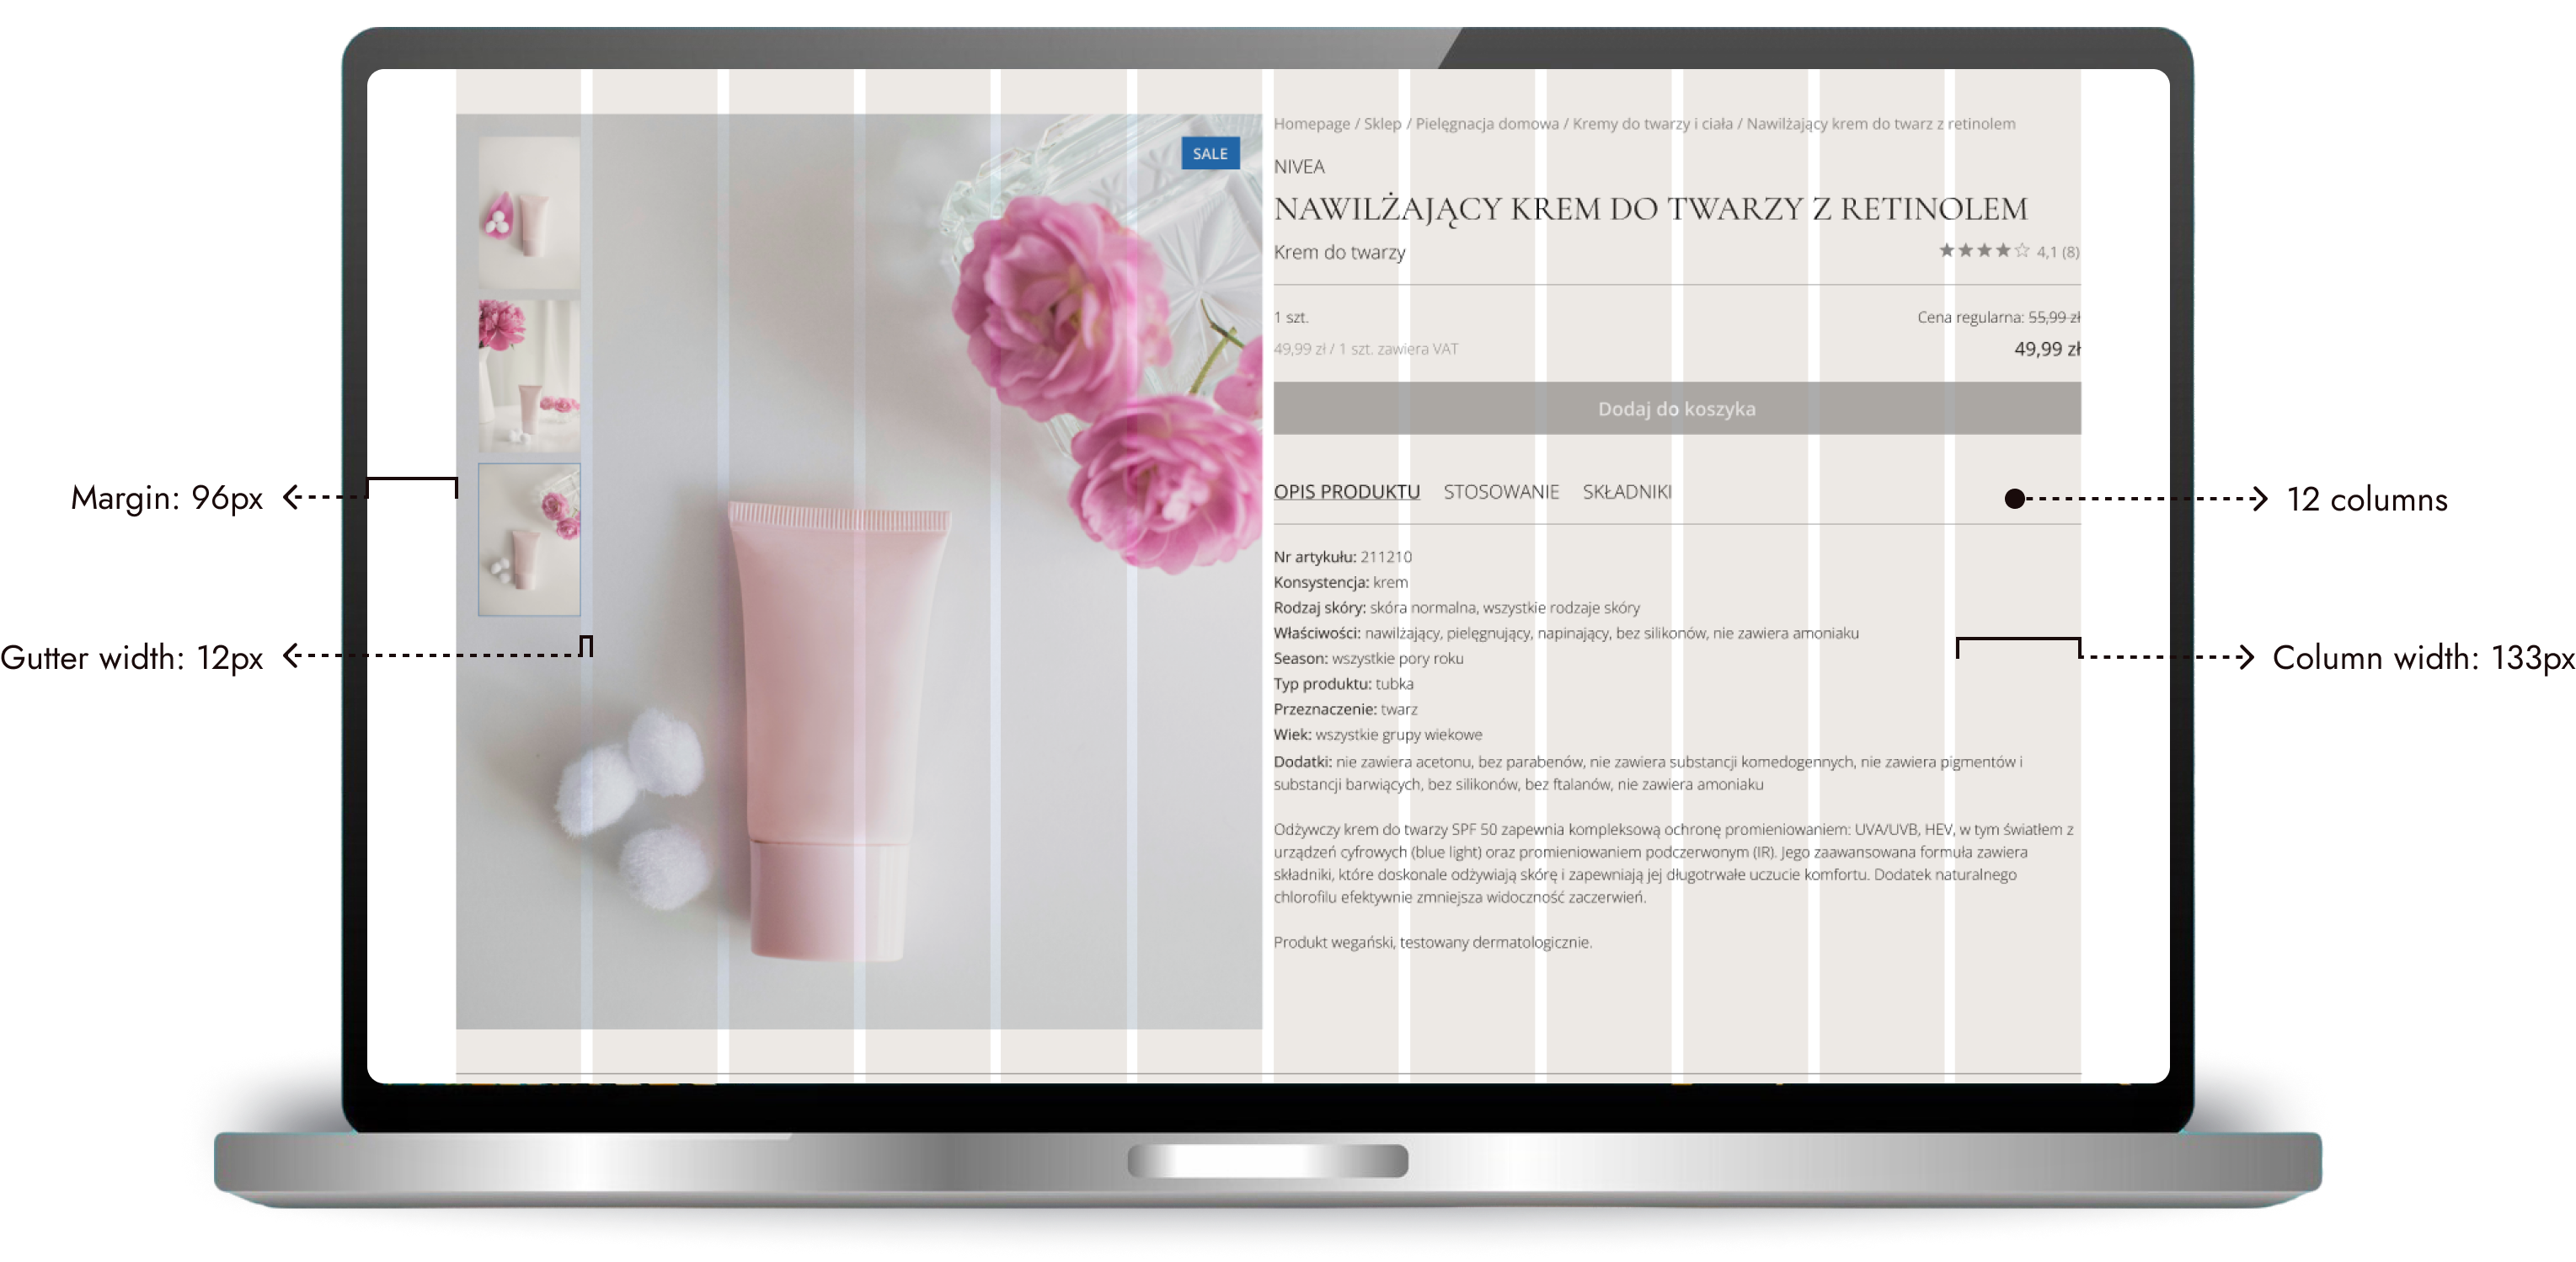 SALE
Homepage / Sklep / Pielęgnacja domowa / Kremy do twarzy i ciała / Nawilżający krem do twarz z retinolem
NIVEA
NAWILŻAJĄCY KREM DO TWARZY Z RETINOLEM
Krem do twarzy
4,1 (8)
1 szt.
Cena regularna: 55,99 zł
49,99 zł / 1 szt. zawiera VAT
49,99 zł
Dodaj do koszyka
OPIS PRODUKTU STOSOWANIE SKŁADNIKI
Margin: 96px
12 columns
Nr artykułu: 211210
Konsystencja: krem
Rodzaj skóry: skóra normalna, wszystkie rodzaje skóry
Właściwości: nawilżający, pielęgnujący, napinający, bez silikonów, nie zawiera amoniaku
Season: wszystkie pory roku
Gutter width: 12px
Column width: 133px
Typ produktu: tubka
Przeznaczenie: twarz
Wiek: wszystkie grupy wiekowe
Dodatki: nie zawiera acetonu, bez parabenów, nie zawiera substancji komedogennych, nie zawiera pigmentów i
substancji barwiących, bez silikonów, bez ftalanów, nie zawiera amoniaku
Odżywczy krem do twarzy SPF 50 zapewnia kompleksową ochronę promieniowaniem: UVA/UVB, HEV, w tym światłem z
urządzeń cyfrowych (blue light) oraz promieniowaniem podczerwonym (IR). Jego zaawansowana formuła zawiera
składniki, które doskonale odżywiają skórę i zapewniają jej długotrwałe uczucie komfortu. Dodatek naturalnego
chlorofilu efektywnie zmniejsza widoczność zaczerwień.
Produkt wegański, testowany dermatologicznie.